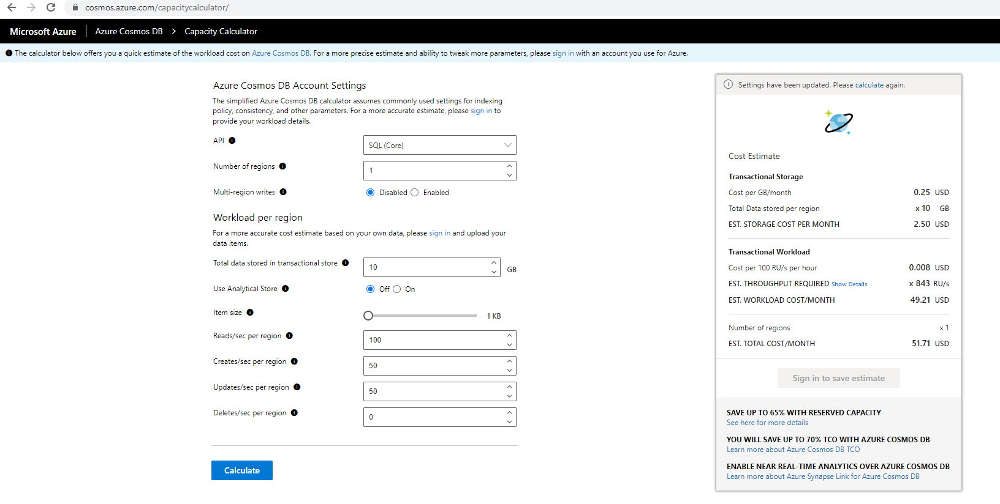 cosmos.azure.com/capacitycalculator/
Microsoft Azure
Azure Cosmos DB > Capacity Calculator
The calculator below offers you a quick estimate of the workload cost on Azure Cosmos DB. For a more precise estimate and ability to tweak more parameters, please sign in with an account you use for Azure.
Azure Cosmos DB Account Settings
The simplified Azure Cosmos DB calculator assumes commonly used settings for indexing
policy, consistency, and other parameters. For a more accurate estimate, please sign in to
provide your workload details.
API
SQL (Core)
Number of regions
1
Multi-region writes
Disabled
Enabled
Workload per region
For a more accurate cost estimate based on your own data, please sign in and upload your
data items.
Total data stored in transactional store
10
GB
Use Analytical Store
Off
On
Item size
1 KB
Reads/sec per region
100
Creates/sec per region
50
Updates/sec per region
50
Deletes/sec per region
0
Calculate
Settings have been updated. Please calculate again.
Cost Estimate
Transactional Storage
Cost per GB/month 0.25 USD
Total Data stored per region x 10 GB
EST. STORAGE COST PER MONTH 2.50 USD
Transactional Workload
Cost per 100 RU/s per hour 0.008 USD
EST. THROUGHPUT REQUIRED Show Details x 843 RU/s
EST. WORKLOAD COST/MONTH 49.21 USD
Number of regions x 1
EST. TOTAL COST/MONTH 51.71 USD
Sign in to save estimate
SAVE UP TO 65% WITH RESERVED CAPACITY
See here for more details
YOU WILL SAVE UP TO 70% TCO WITH AZURE COSMOS DB
Learn more about Azure Cosmos DB TCO
ENABLE NEAR REAL-TIME ANALYTICS OVER AZURE COSMOS DB
Learn more about Azure Synapse Link for Azure Cosmos DB